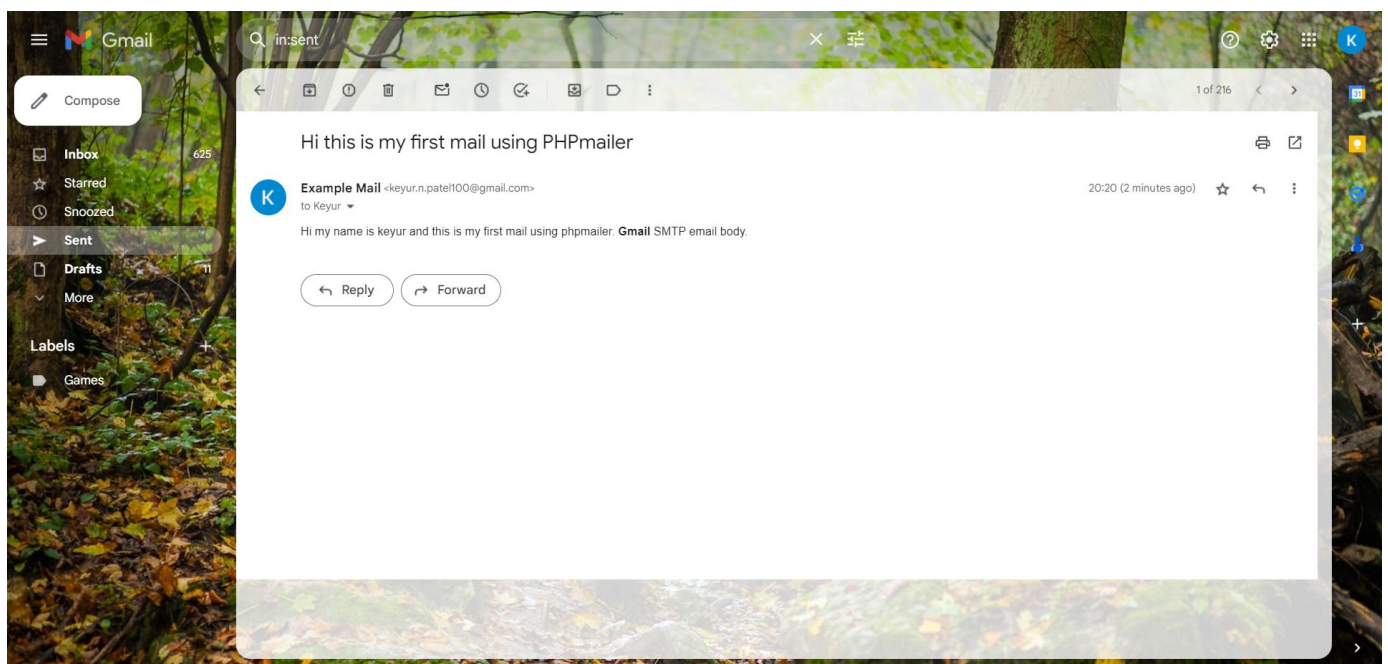 Gmail
in:sent
Compose
1 of 216
Inbox 625
Starred
Snoozed
Sent
Drafts 11
More
Labels
Games
Hi this is my first mail using PHPmailer
K
K
Example Mail <keyur.n.patel100@gmail.com>
20:20 (2 minutes ago)
to Keyur
Hi my name is keyur and this is my first mail using phpmailer. Gmail SMTP email body.
Reply
Forward
31